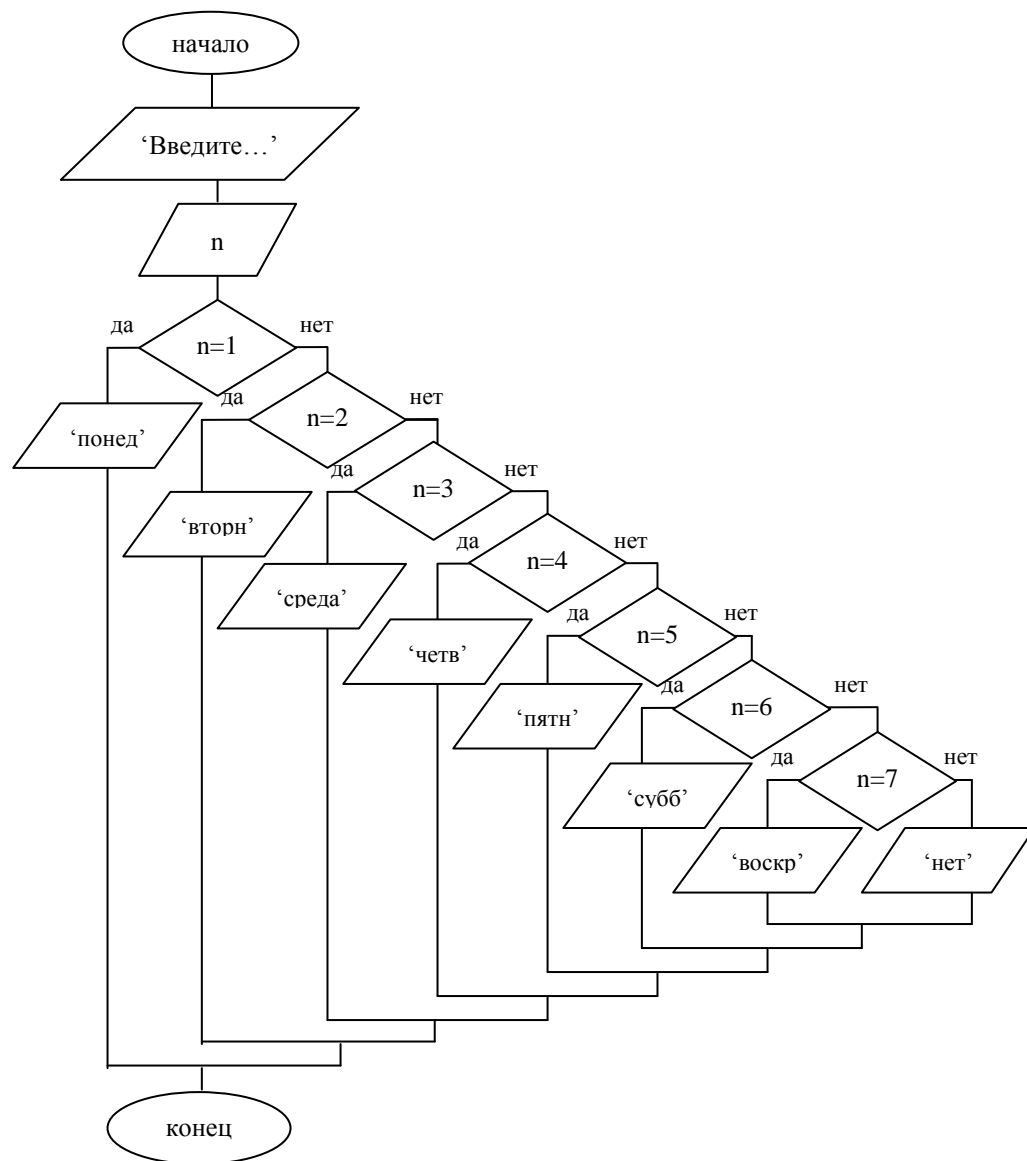 начало
‘Введите…’
n
да
нет
n=1
да
нет
‘понед’
n=2
да
нет
n=3
‘вторн’
да
нет
n=4
‘среда’
да
нет
n=5
‘четв’
да
нет
n=6
‘пятн’
да
нет
n=7
‘субб’
‘воскр’
‘нет’
конец